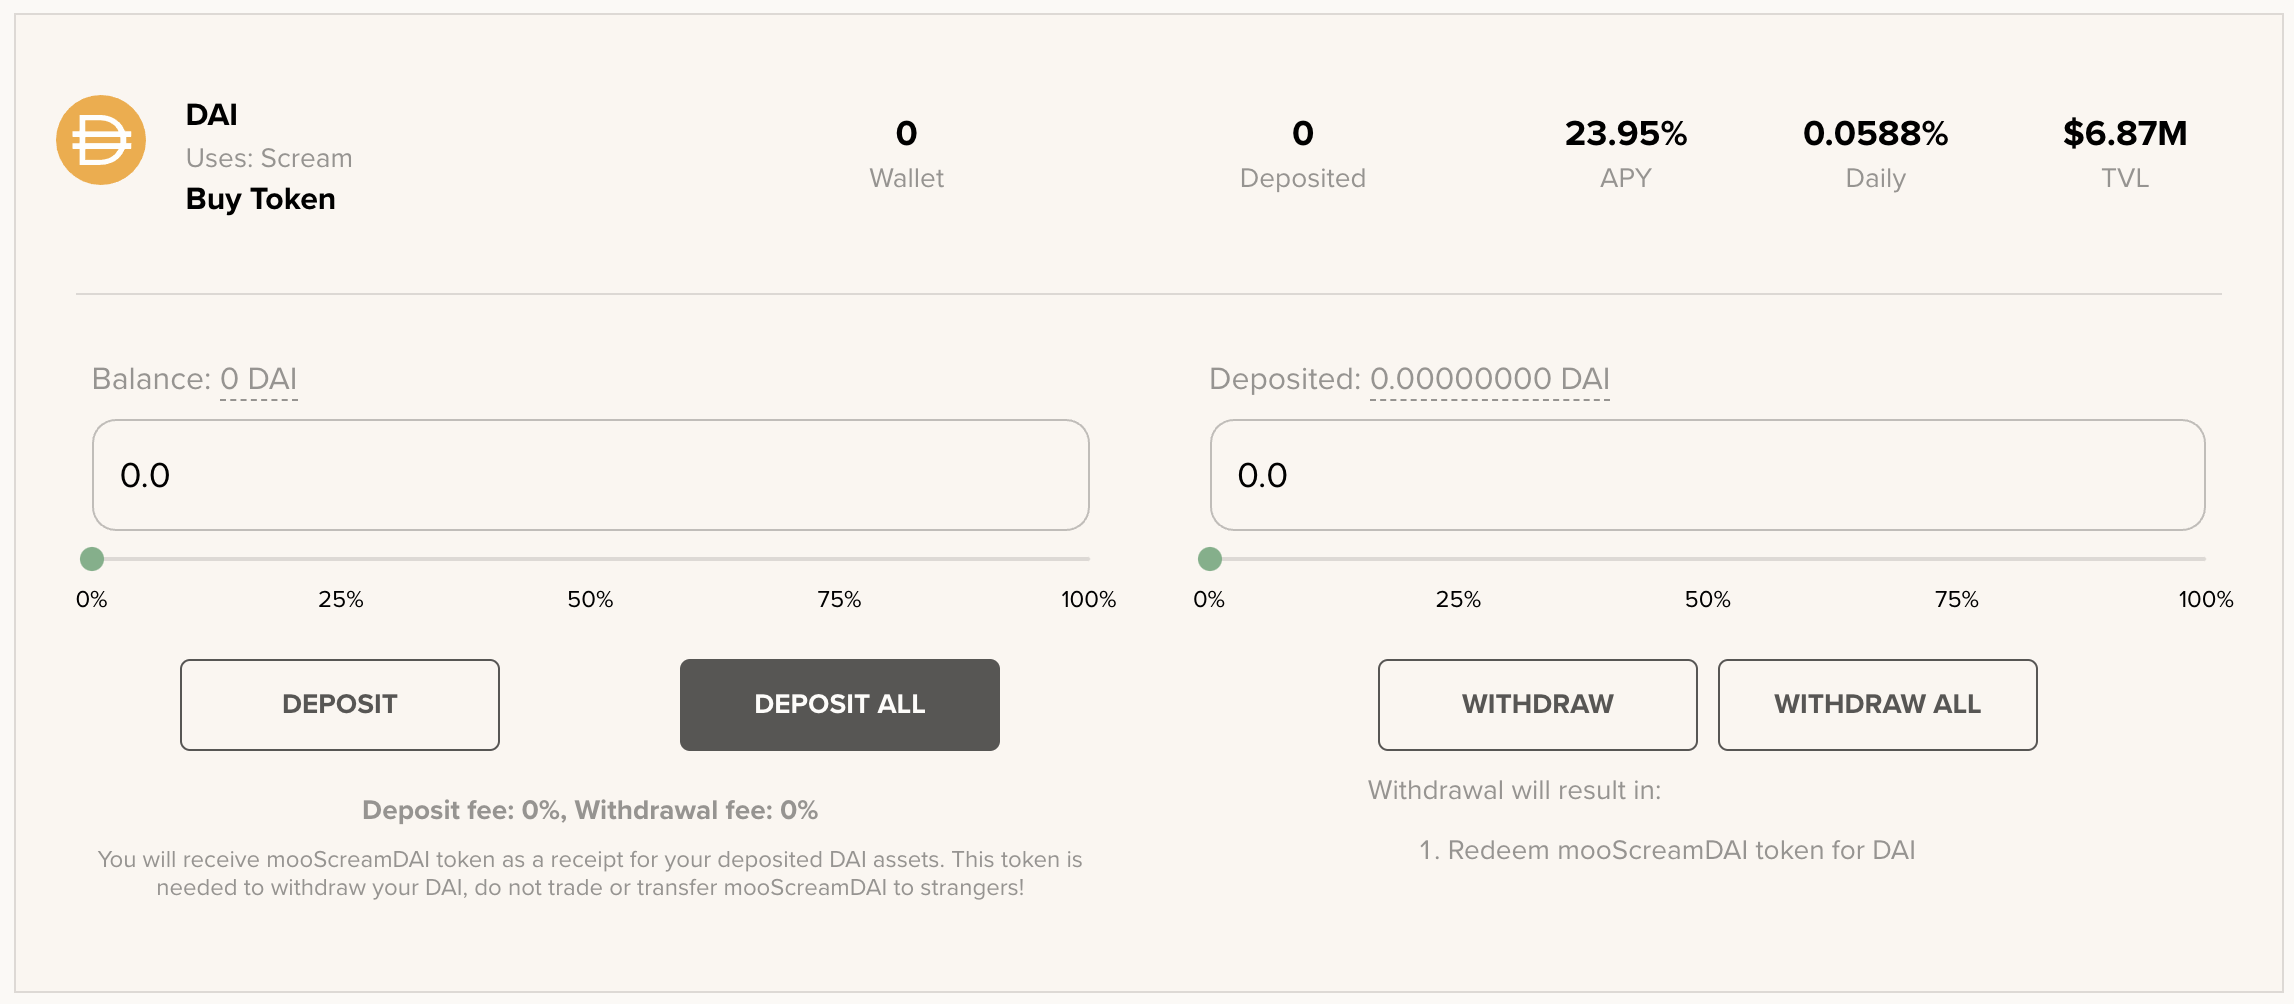 DAI
Uses: Scream
Buy Token
0
Wallet
0
Deposited
23.95%
APY
0.0588%
Daily
$6.87M
TVL
Balance: 0 DAI
0.0
0% 25% 50% 75% 100%
DEPOSIT
DEPOSIT ALL
Deposit fee: 0%, Withdrawal fee: 0%
You will receive mooScreamDAI token as a receipt for your deposited DAI assets. This token is
needed to withdraw your DAI, do not trade or transfer mooScreamDAI to strangers!
Deposited: 0.00000000 DAI
0.0
0% 25% 50% 75% 100%
WITHDRAW
WITHDRAW ALL
Withdrawal will result in:
1. Redeem mooScreamDAI token for DAI